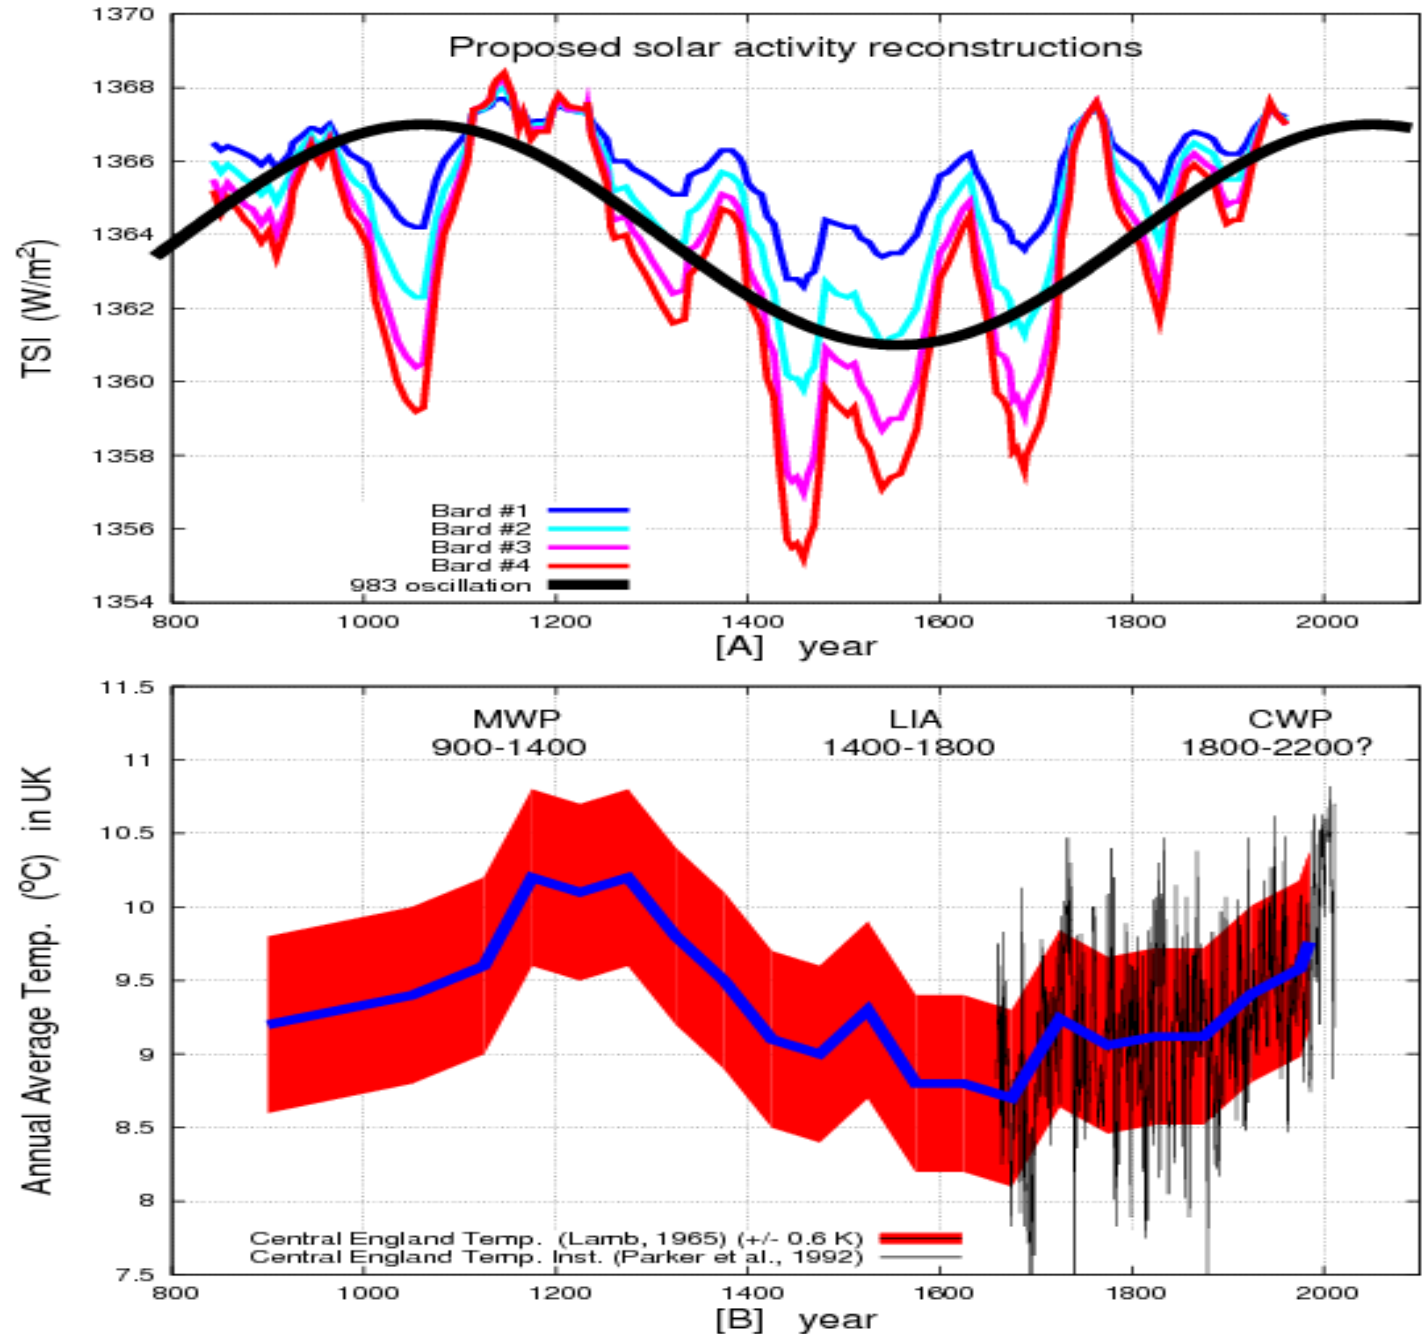 Proposed solar activity reconstructions
TSI (W/m²)
1370
1368
1366
1364
1362
1360
1358
1356
1354
Bard #1
Bard #2
Bard #3
Bard #4
983 oscillation
800 1000 1200 1400 1600 1800 2000
[A] year
Annual Average Temp. (ºC) in UK
11.5
11
10.5
10
9.5
9
8.5
8
7.5
MWP LIA CWP
900-1400 1400-1800 1800-2200?
Central England Temp. (Lamb, 1965) (+/- 0.6 K)
Central England Temp. Inst. (Parker et al., 1992)
800 1000 1200 1400 1600 1800 2000
[B] year